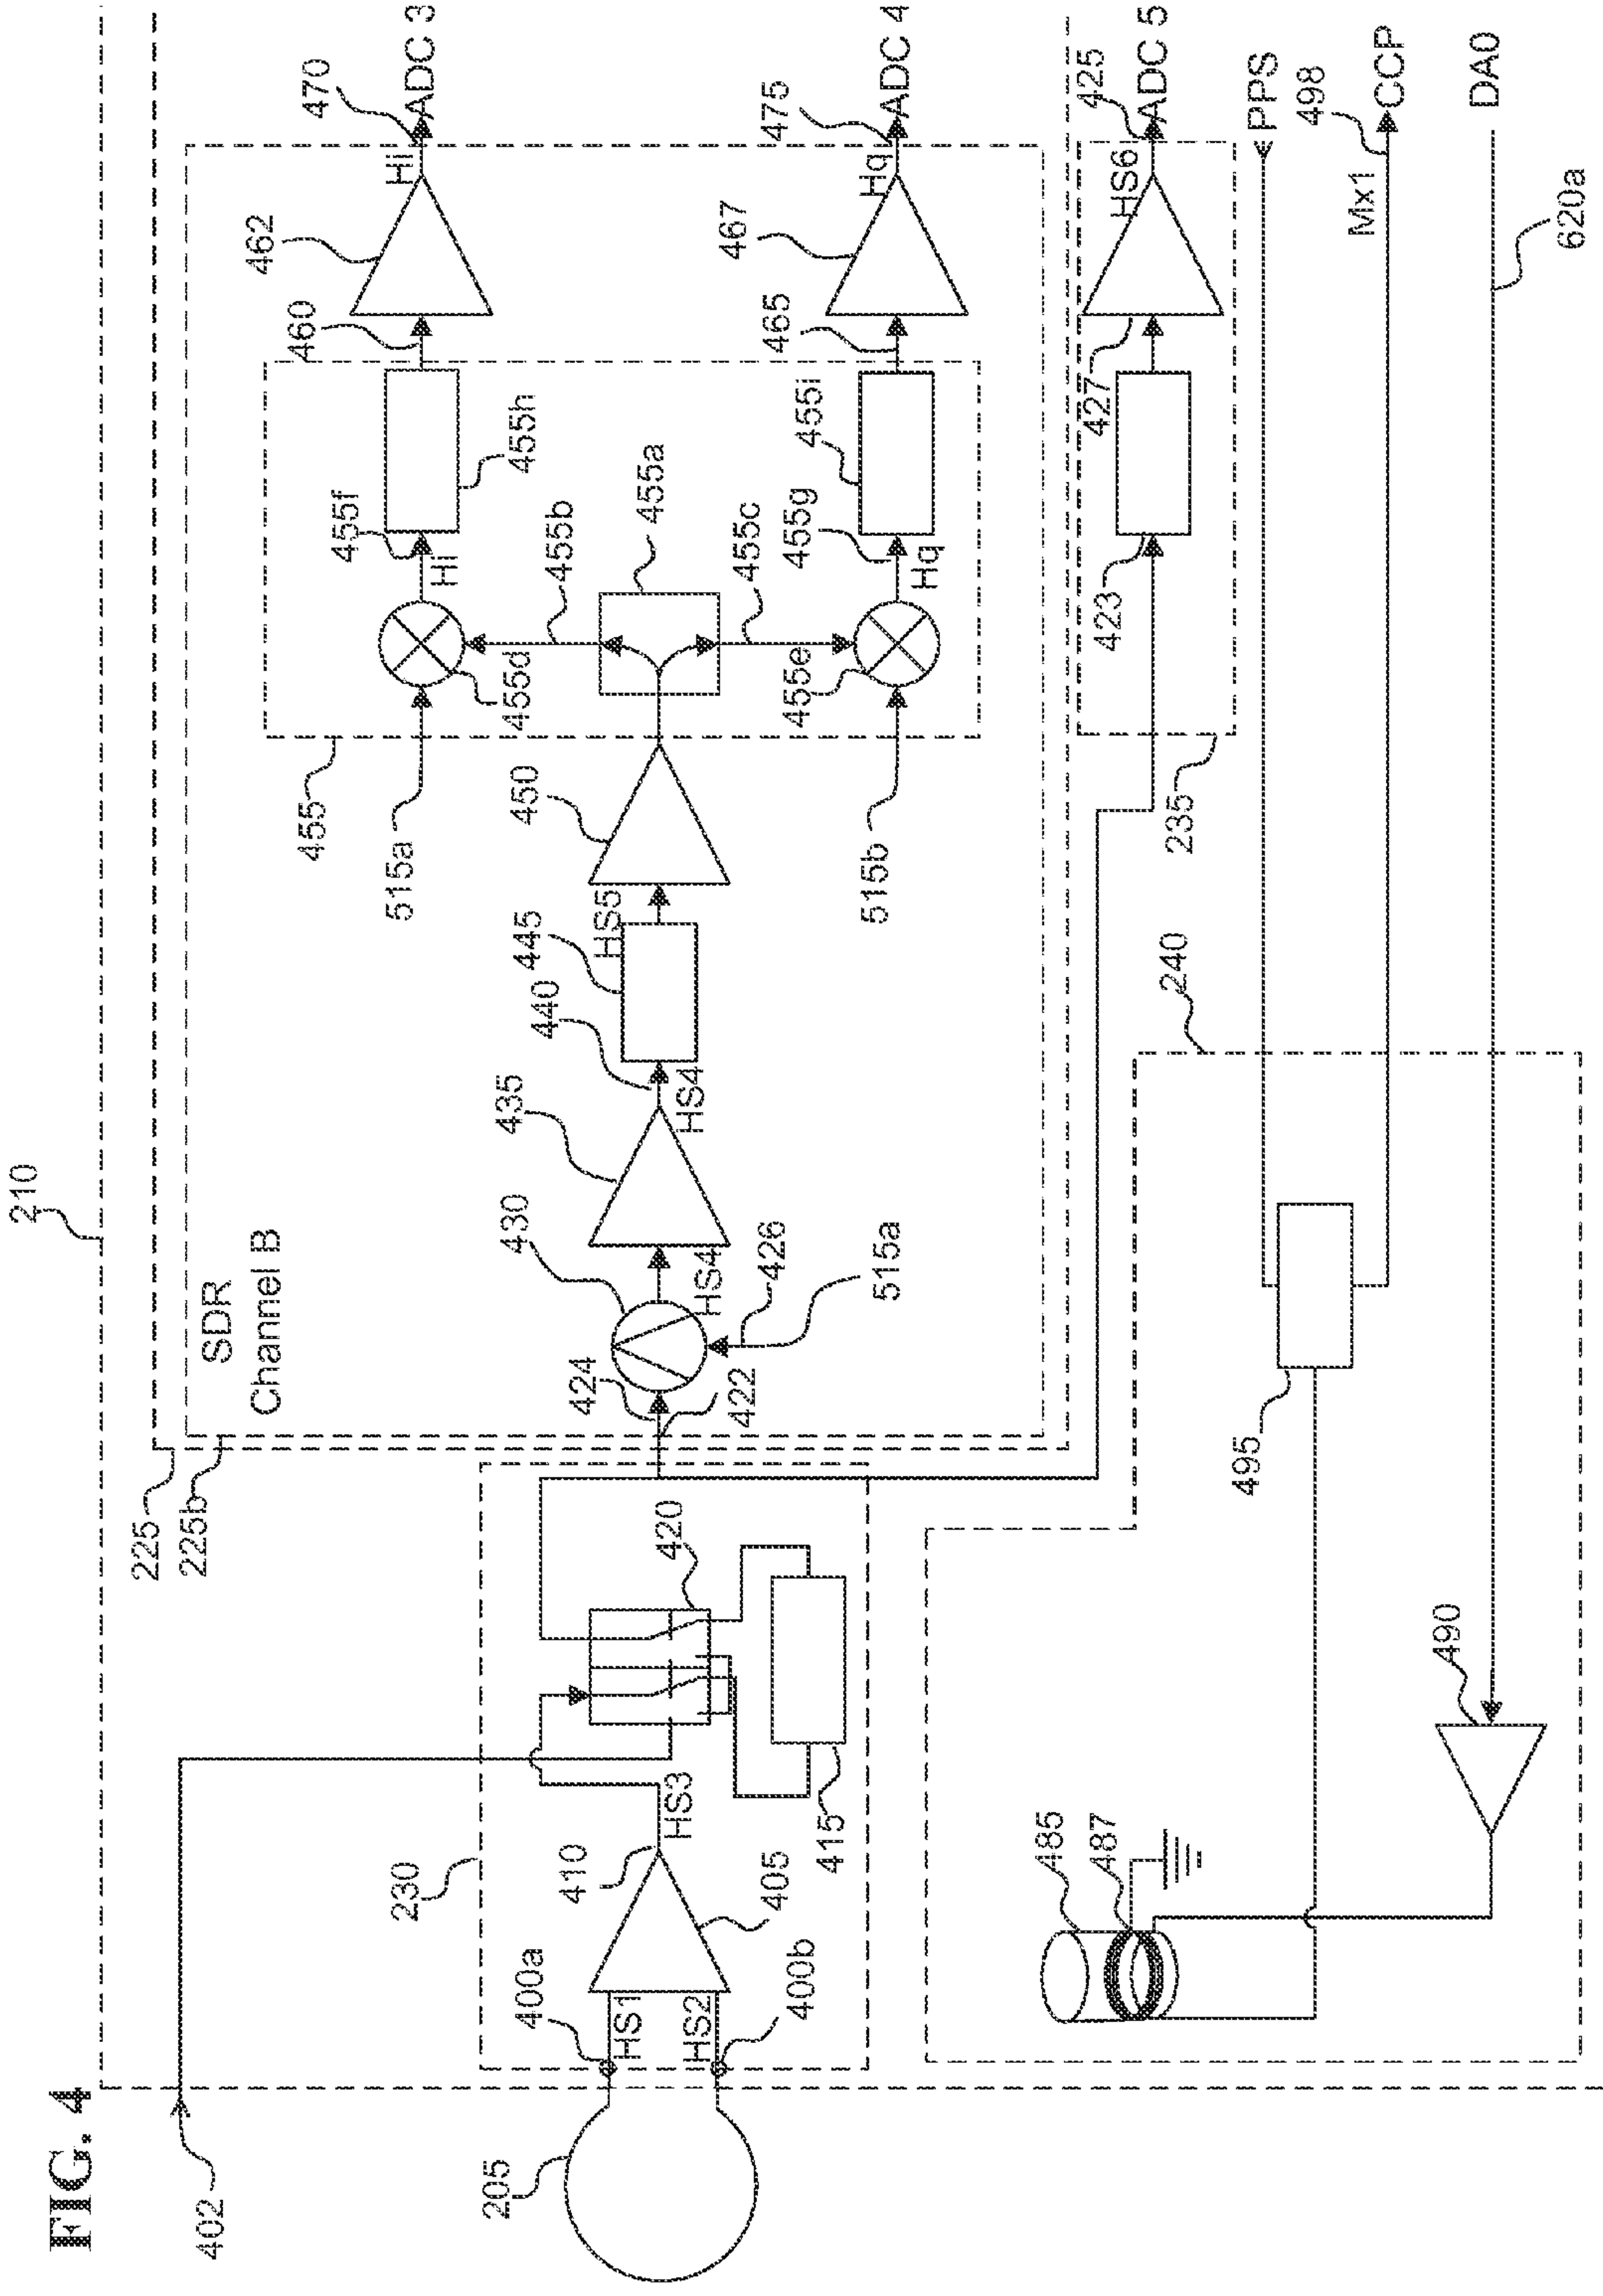 FIG. 4
210
402
225
225b
SDR
Channel B
230
205
400a
HS1
HS2
400b
405
410
HS3
415
420
424
422
430
HS4
426
515a
435
HS4
440
445
HS5
450
455
515a
515b
455a
455b
455c
455d
455e
455f
Hi
455g
Hq
455h
455i
460
462
465
467
Hi
470
ADC 3
Hq
475
ADC 4
235
423
427
HS6
425
ADC 5
240
PPS
498
CCP
Mx1
DA0
620a
495
490
485
487